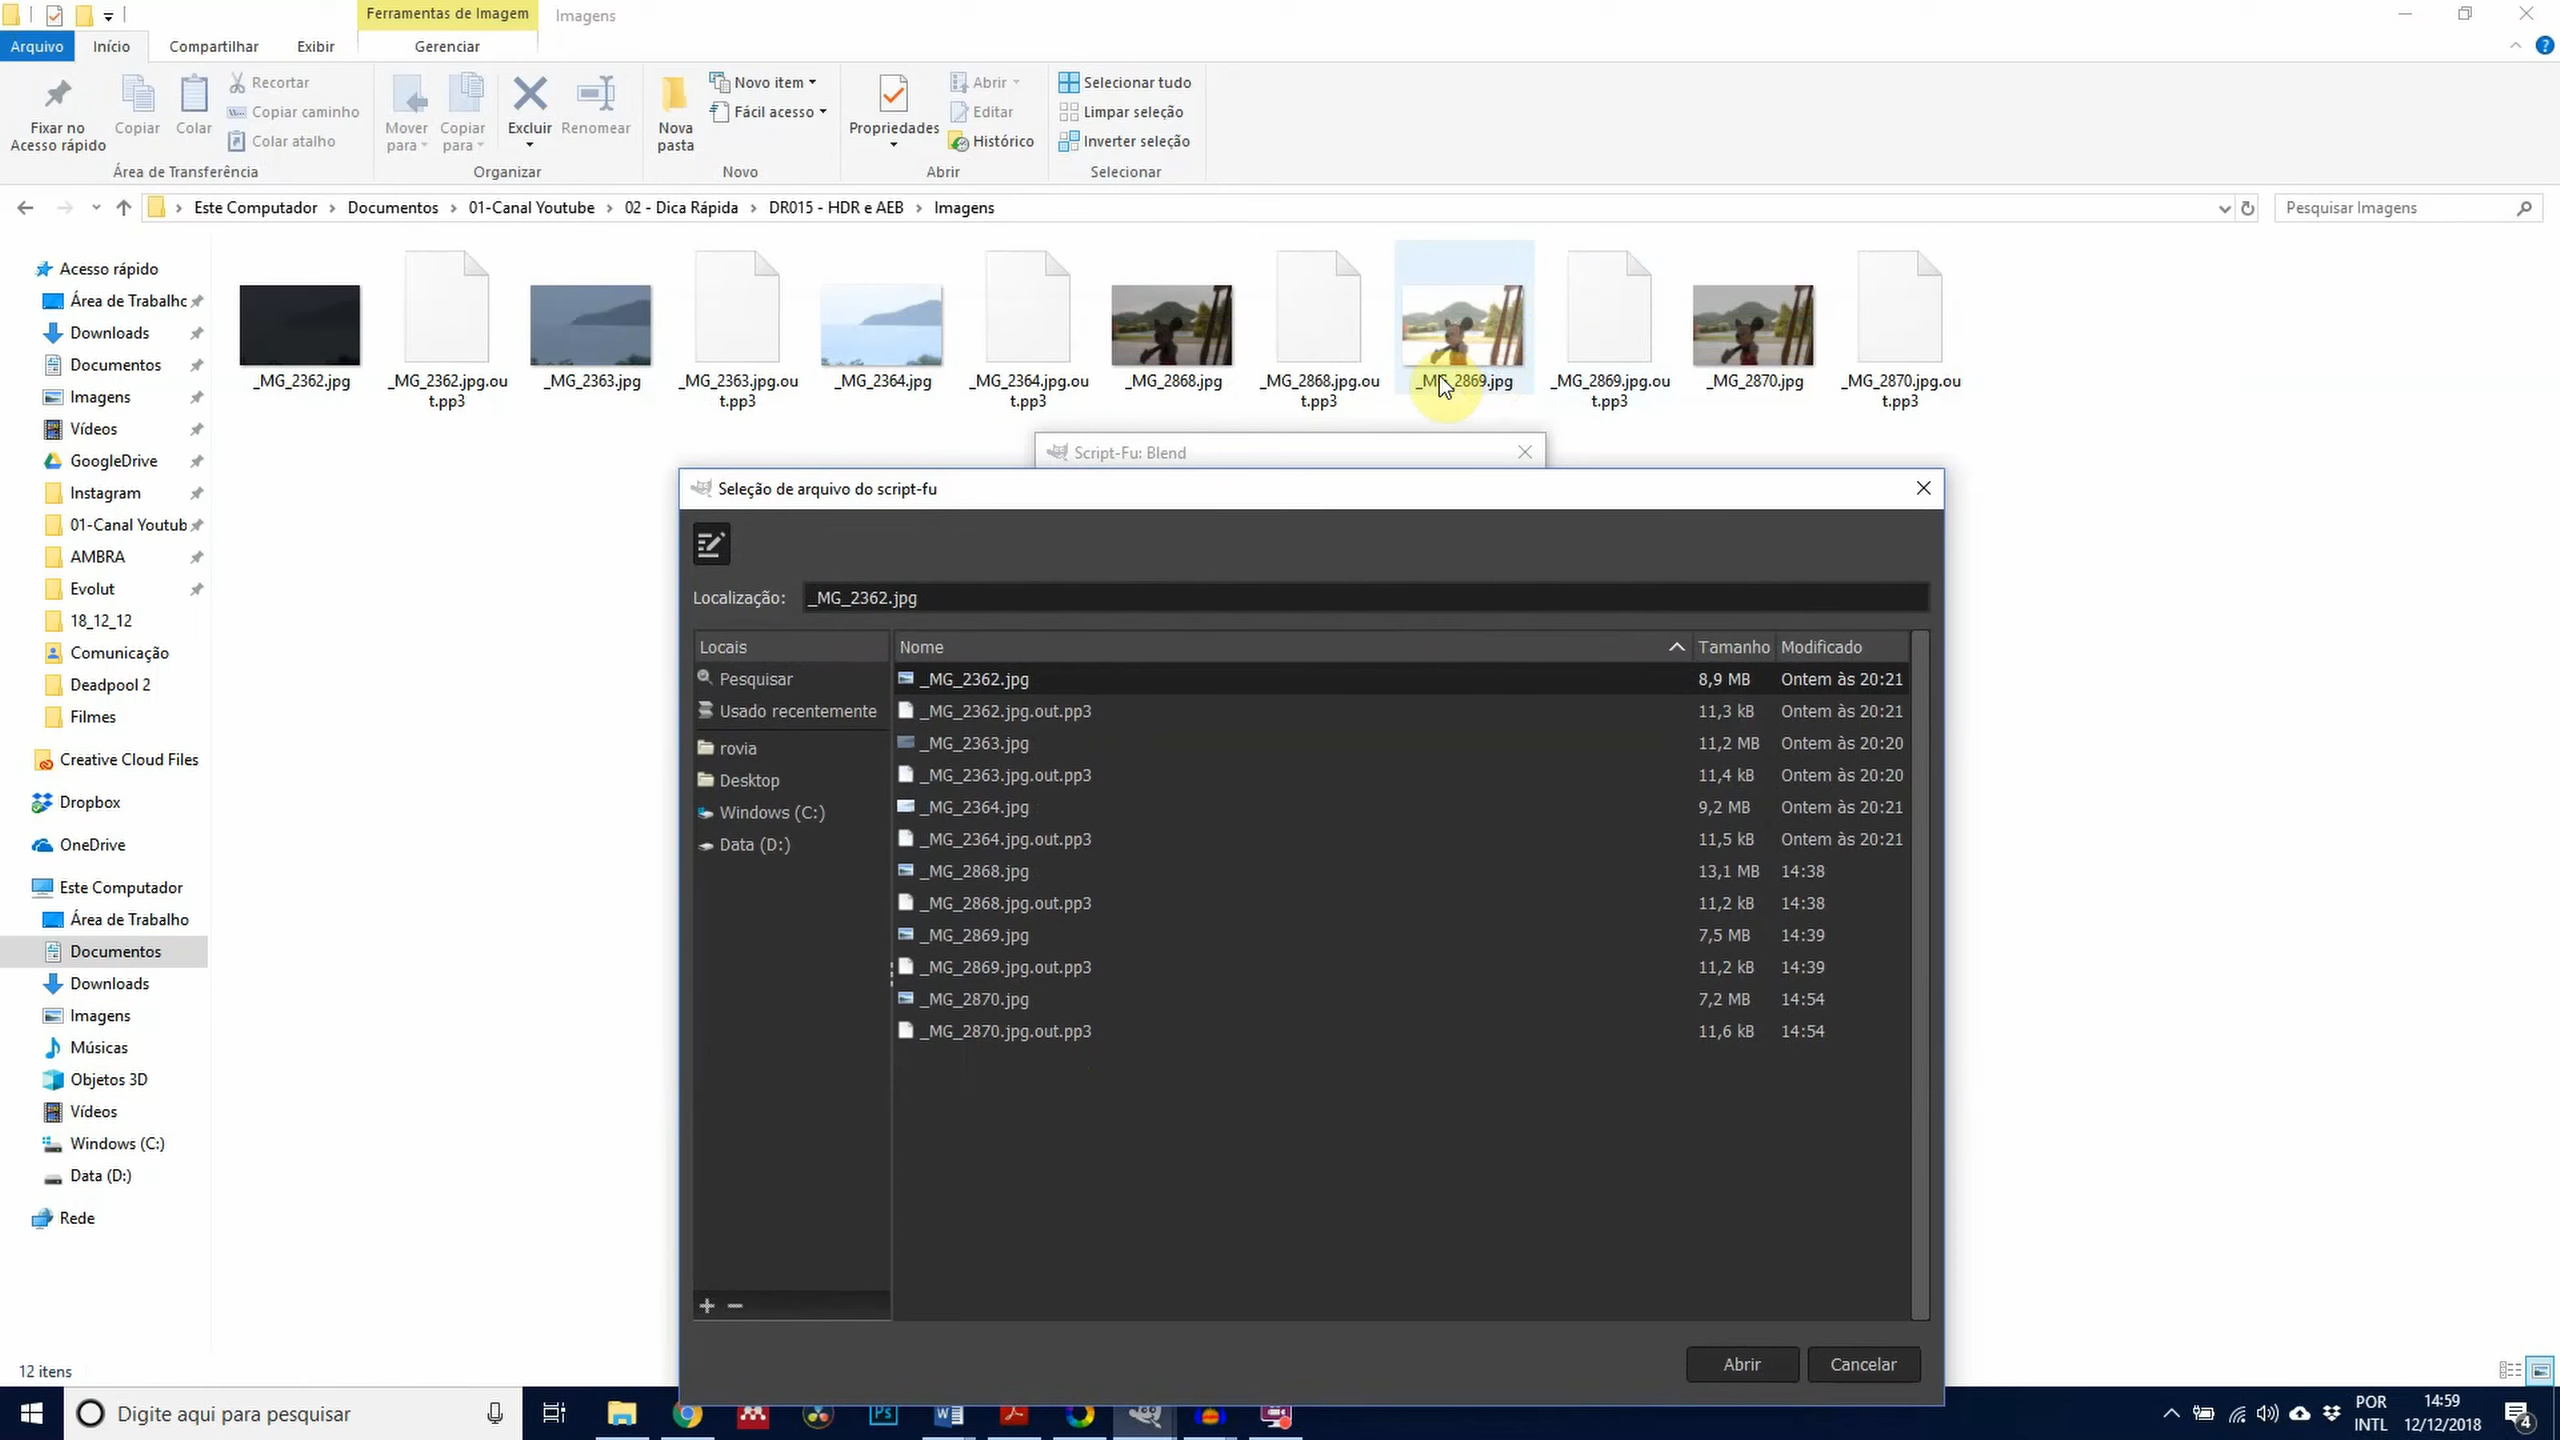 Ferramentas de Imagem
Imagens
Arquivo
Início
Compartilhar
Exibir
Gerenciar
Fixar no
Acesso rápido
Copiar
Colar
Recortar
Copiar caminho
Colar atalho
Área de Transferência
Mover
para
Copiar
para
Excluir
Renomear
Organizar
Nova
pasta
Novo item
Fácil acesso
Novo
Propriedades
Abrir
Editar
Histórico
Abrir
Selecionar tudo
Limpar seleção
Inverter seleção
Selecionar
Este Computador
Documentos
01-Canal Youtube
02 - Dica Rápida
DR015 - HDR e AEB
Imagens
Pesquisar Imagens
Acesso rápido
Área de Trabalho
Downloads
Documentos
Imagens
Vídeos
GoogleDrive
Instagram
01-Canal Youtub
AMBRA
Evolut
18_12_12
Comunicação
Deadpool 2
Filmes
Creative Cloud Files
Dropbox
OneDrive
Este Computador
Área de Trabalho
Documentos
Downloads
Imagens
Músicas
Objetos 3D
Vídeos
Windows (C:)
Data (D:)
Rede
_MG_2362.jpg
_MG_2362.jpg.ou
t.pp3
_MG_2363.jpg
_MG_2363.jpg.ou
t.pp3
_MG_2364.jpg
_MG_2364.jpg.ou
t.pp3
_MG_2868.jpg
_MG_2868.jpg.ou
t.pp3
_MG_2869.jpg
_MG_2869.jpg.ou
t.pp3
_MG_2870.jpg
_MG_2870.jpg.ou
t.pp3
Script-Fu: Blend
Seleção de arquivo do script-fu
Localização:
_MG_2362.jpg
Locais
Pesquisar
Usado recentemente
rovia
Desktop
Windows (C:)
Data (D:)
Nome Tamanho Modificado
_MG_2362.jpg 8,9 MB Ontem às 20:21
_MG_2362.jpg.out.pp3 11,3 kB Ontem às 20:21
_MG_2363.jpg 11,2 MB Ontem às 20:20
_MG_2363.jpg.out.pp3 11,4 kB Ontem às 20:20
_MG_2364.jpg 9,2 MB Ontem às 20:21
_MG_2364.jpg.out.pp3 11,5 kB Ontem às 20:21
_MG_2868.jpg 13,1 MB 14:38
_MG_2868.jpg.out.pp3 11,2 kB 14:38
_MG_2869.jpg 7,5 MB 14:39
_MG_2869.jpg.out.pp3 11,2 kB 14:39
_MG_2870.jpg 7,2 MB 14:54
_MG_2870.jpg.out.pp3 11,6 kB 14:54
Abrir
Cancelar
12 itens
Digite aqui para pesquisar
Ps
POR
INTL
14:59
12/12/2018
4